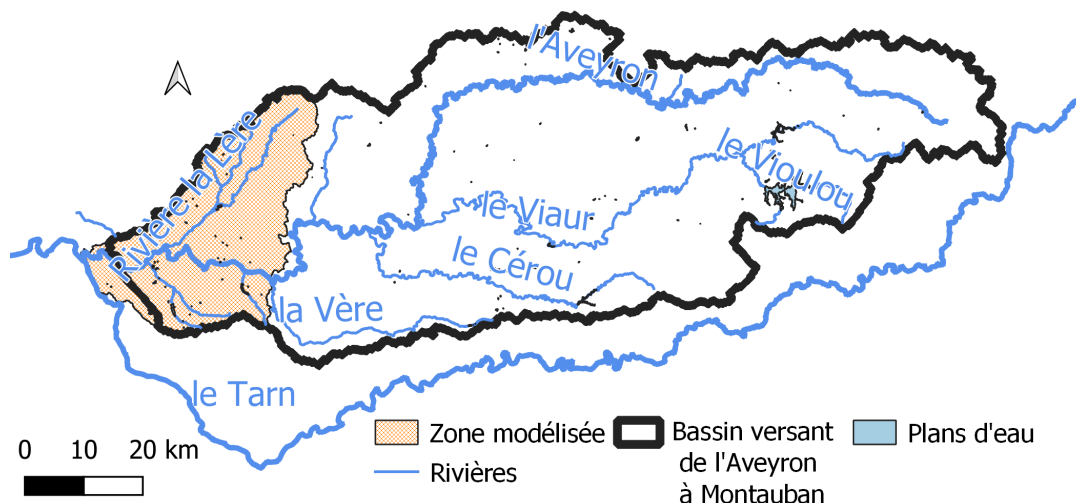 l'Aveyron
Rivière la Lère
le Vioulou
le Viaur
le Cérou
la Vère
le Tarn
0 10 20 km
Zone modélisée
Rivières
Bassin versant
de l'Aveyron
à Montauban
Plans d'eau